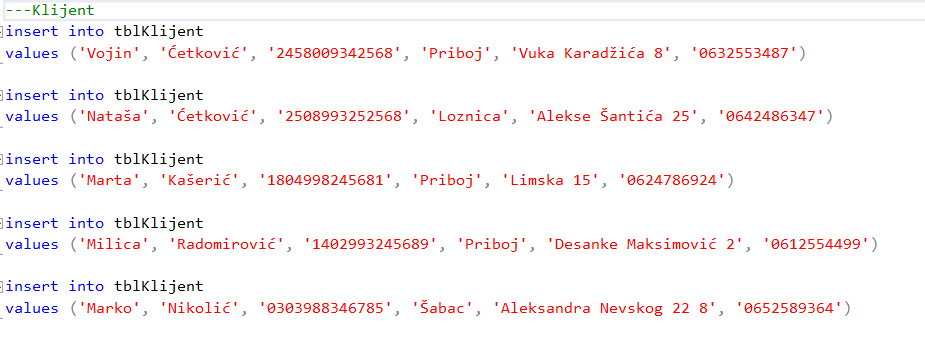 ---Klijent
insert into tblKlijent
values ('Vojin', 'Ćetković', '2458009342568', 'Priboj', 'Vuka Karadžića 8', '0632553487')
insert into tblKlijent
values ('Nataša', 'Ćetković', '2508993252568', 'Loznica', 'Alekse Šantića 25', '0642486347')
insert into tblKlijent
values ('Marta', 'Kašerić', '1804998245681', 'Priboj', 'Limska 15', '0624786924')
insert into tblKlijent
values ('Milica', 'Radomirović', '1402993245689', 'Priboj', 'Desanke Maksimović 2', '0612554499')
insert into tblKlijent
values ('Marko', 'Nikolić', '0303988346785', 'Šabac', 'Aleksandra Nevskog 22 8', '0652589364')